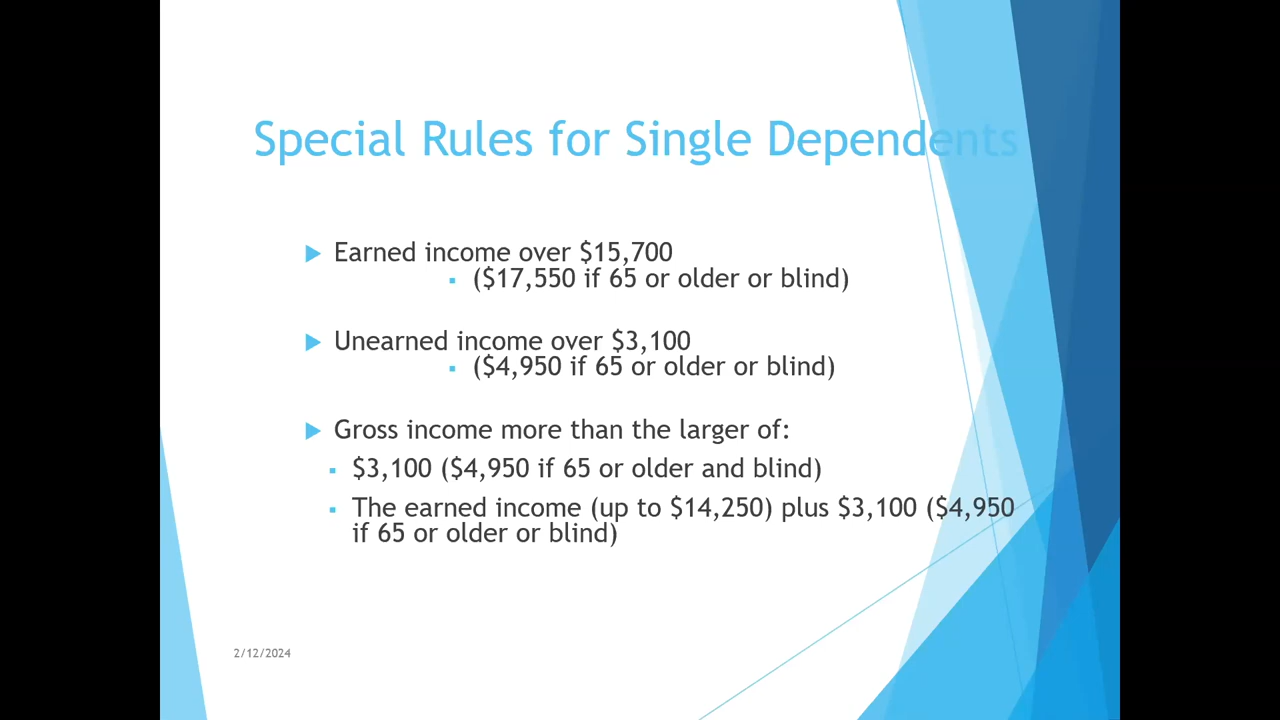 Special Rules for Single Dependents
Earned income over $15,700
($17,550 if 65 or older or blind)
Unearned income over $3,100
($4,950 if 65 or older or blind)
Gross income more than the larger of:
$3,100 ($4,950 if 65 or older and blind)
The earned income (up to $14,250) plus $3,100 ($4,950
if 65 or older or blind)
2/12/2024